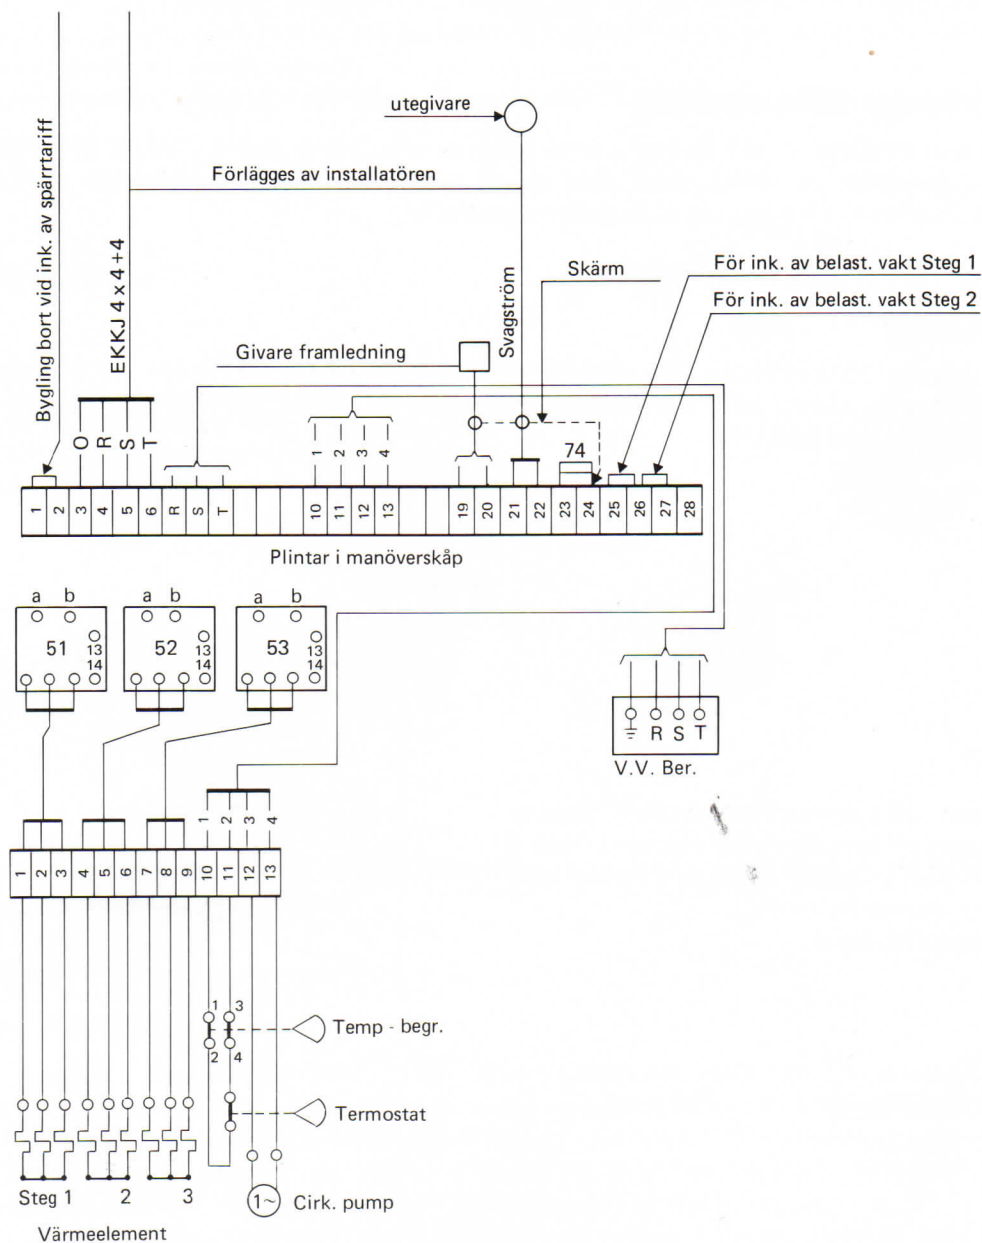 utegivare
Förlägges av installatören
Bygling bort vid ink. av spärrtariff
EKKJ 4 x 4 + 4
Svagström
Skärm
För ink. av belast. vakt Steg 1
För ink. av belast. vakt Steg 2
Givare framledning
O R S T
1 2 3 4
74
1 2 3 4 5 6 R S T 10 11 12 13 19 20 21 22 23 24 25 26 27 28
Plintar i manöverskåp
a b a b a b
51 13 14 52 13 14 53 13 14
R S T
V.V. Ber.
1 2 3 4
1 2 3 4 5 6 7 8 9 10 11 12 13
1 3
Temp - begr.
2 4
Termostat
Steg 1 2 3
1~ Cirk. pump
Värmeelement